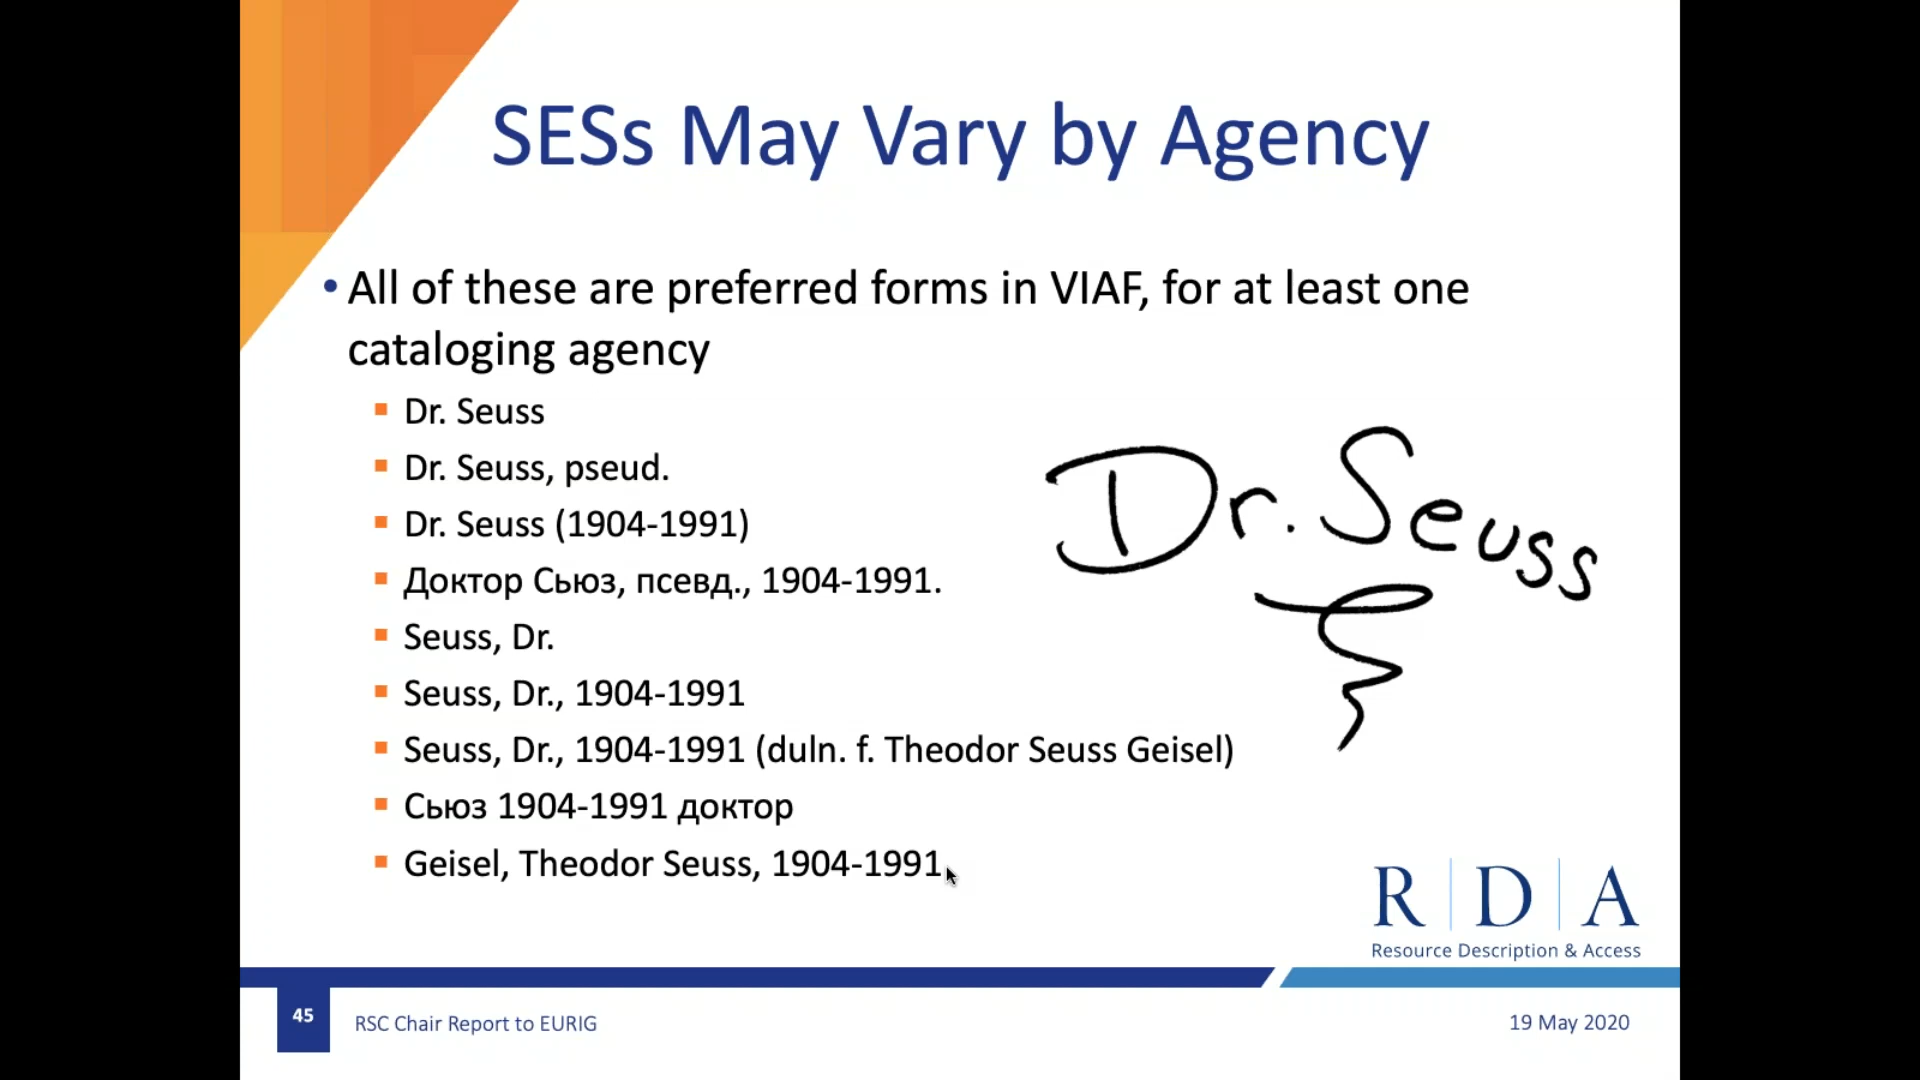 SESs May Vary by Agency
• All of these are preferred forms in VIAF, for at least one
cataloging agency
▪ Dr. Seuss
▪ Dr. Seuss, pseud.
▪ Dr. Seuss (1904-1991)
▪ Доктор Сьюз, псевд., 1904-1991.
▪ Seuss, Dr.
▪ Seuss, Dr., 1904-1991
▪ Seuss, Dr., 1904-1991 (duln. f. Theodor Seuss Geisel)
▪ Сьюз 1904-1991 доктор
▪ Geisel, Theodor Seuss, 1904-1991
Dr. Seuss
R|D|A
Resource Description & Access
45
RSC Chair Report to EURIG
19 May 2020